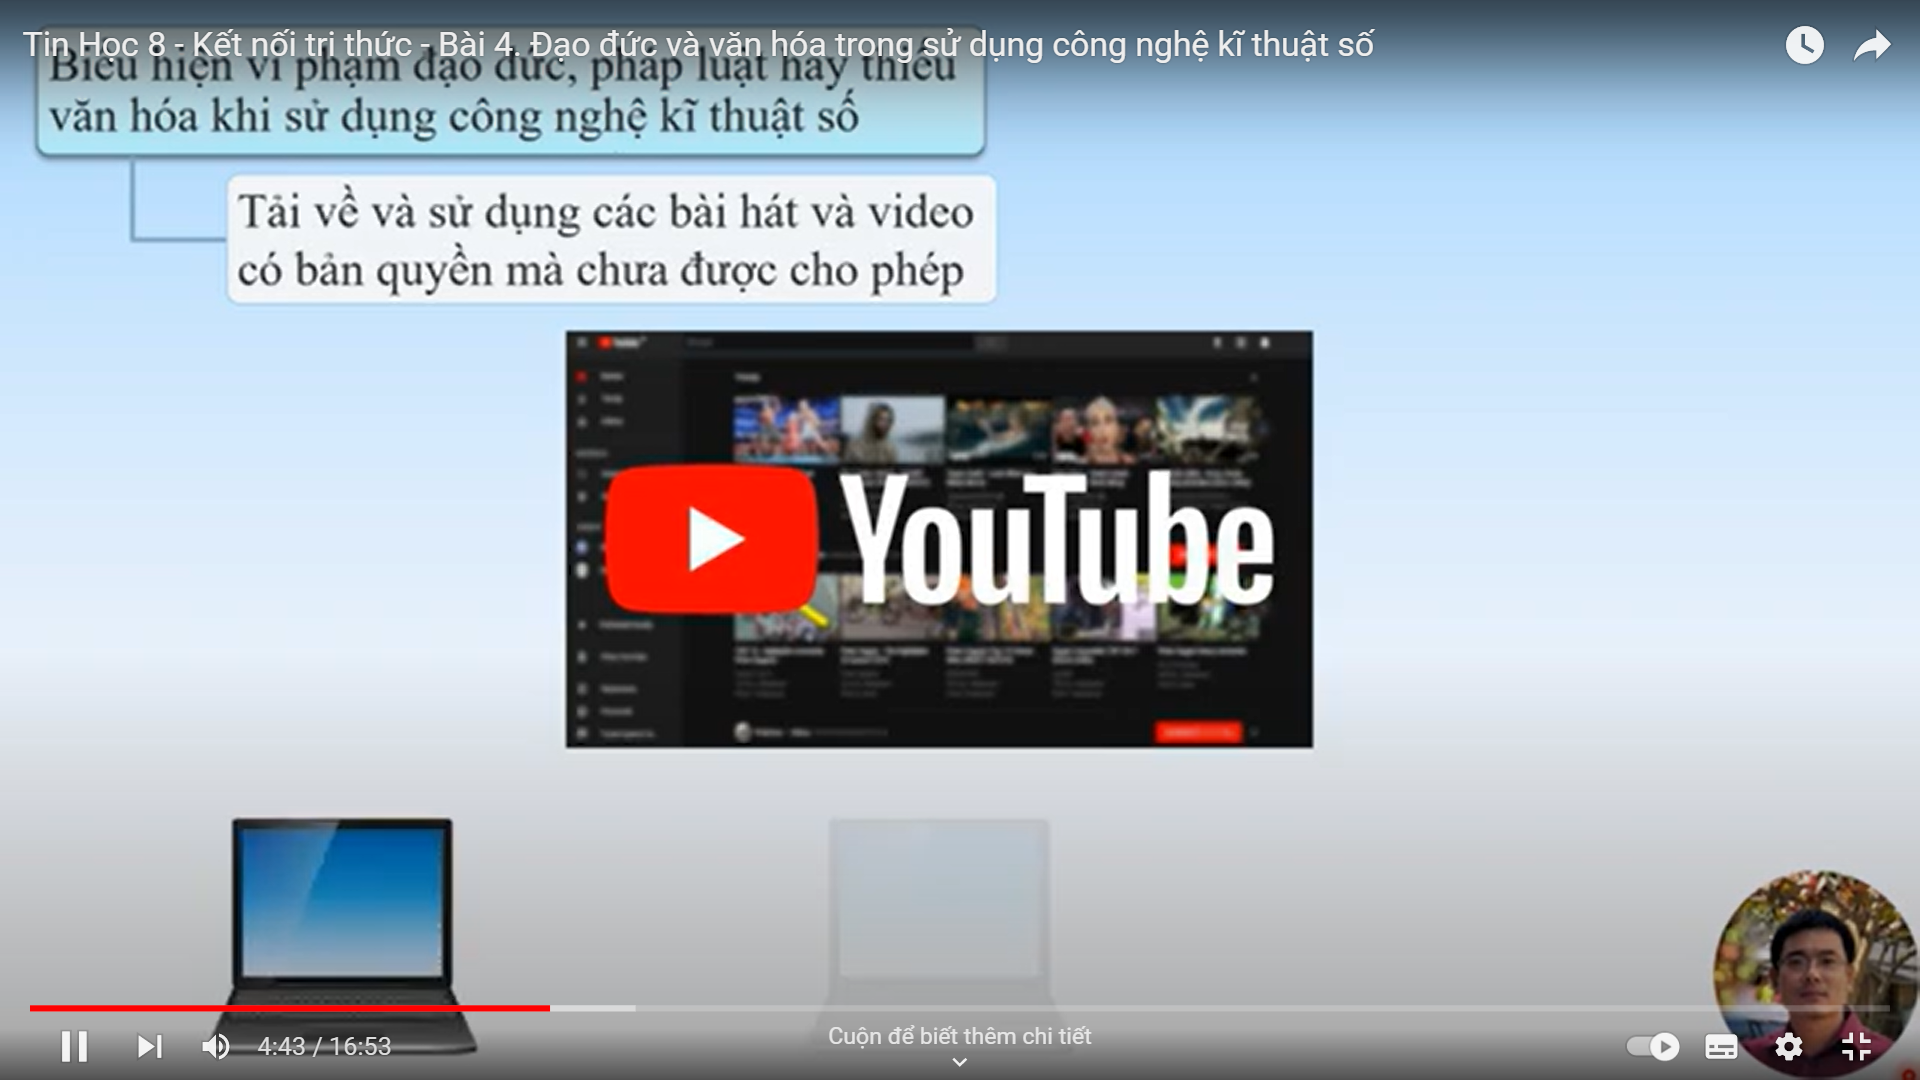 Tin Học 8 - Kết nối tri thức - Bài 4. Đạo đức và văn hóa trong sử dụng công nghệ kĩ thuật số
Biểu hiện vi phạm đạo đức, pháp luật hay thiếu
văn hóa khi sử dụng công nghệ kĩ thuật số
Tải về và sử dụng các bài hát và video
có bản quyền mà chưa được cho phép
YouTube
4:43 / 16:53
Cuộn để biết thêm chi tiết